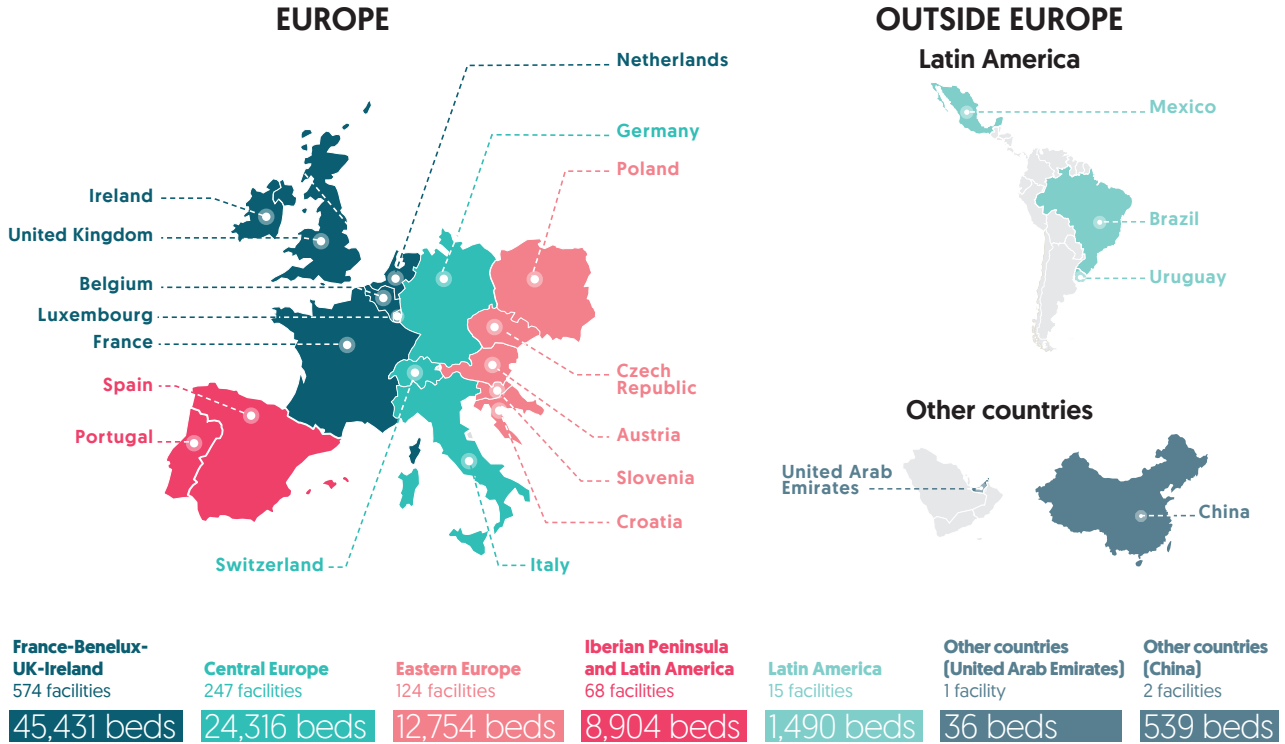 EUROPE
Netherlands
Germany
Poland
Ireland
United Kingdom
Belgium
Luxembourg
France
Spain
Portugal
Czech
Republic
Austria
Slovenia
Croatia
Switzerland
Italy
OUTSIDE EUROPE
Latin America
Mexico
Brazil
Uruguay
Other countries
United Arab
Emirates
China
France-Benelux-
UK-Ireland
574 facilities
45,431 beds
Central Europe
247 facilities
24,316 beds
Eastern Europe
124 facilities
12,754 beds
Iberian Peninsula
and Latin America
68 facilities
8,904 beds
Latin America
15 facilities
1,490 beds
Other countries
(United Arab Emirates)
1 facility
36 beds
Other countries
(China)
2 facilities
539 beds